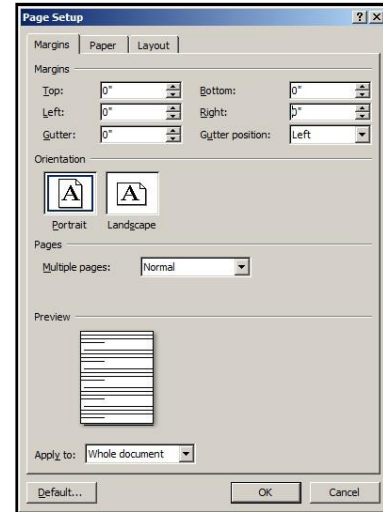 Page Setup
Margins Paper Layout
Margins
Top: 0" Bottom: 0"
Left: 0" Right: 0"
Gutter: 0" Gutter position: Left
Orientation
A A
Portrait Landscape
Pages
Multiple pages: Normal
Preview
Apply to: Whole document
Default... OK Cancel